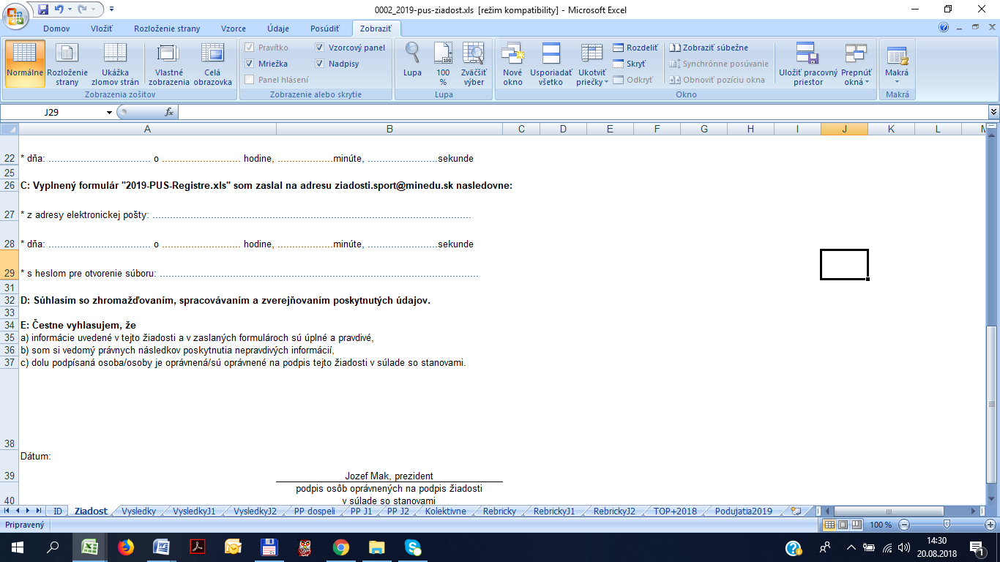 0002_2019-pus-ziadost.xls [režim kompatibility] - Microsoft Excel
Domov Vložiť Rozloženie strany Vzorce Údaje Posúdiť Zobraziť
Normálne Rozloženie strany Ukážka zlomov strán Vlastné zobrazenia Celá obrazovka
Zobrazenia zošitov
Pravítko Vzorcový panel
Mriežka Nadpisy
Panel hlásení
Zobrazenie alebo skrytie
Lupa 100 % Zväčšiť výber
Lupa
Nové okno Usporiadať všetko Ukotviť priečky
Rozdeliť Zobraziť súbežne
Skryť Synchrónne posúvanie
Odkryť Obnoviť pozíciu okna
Uložiť pracovný priestor Prepnúť okná
Okno
Makrá
Makrá
J29 fx
A B C D E F G H I J K L M
22 * dňa: .................................. o .......................... hodine, ..................minúte, .......................sekunde
25
26 C: Vyplnený formulár "2019-PUS-Registre.xls" som zaslal na adresu ziadosti.sport@minedu.sk nasledovne:
27 * z adresy elektronickej pošty: ..........................................................................................................
28 * dňa: .................................. o .......................... hodine, ..................minúte, .......................sekunde
29 * s heslom pre otvorenie súboru: ..........................................................................................................
31
32 D: Súhlasím so zhromažďovaním, spracovávaním a zverejňovaním poskytnutých údajov.
33
34 E: Čestne vyhlasujem, že
35 a) informácie uvedené v tejto žiadosti a v zaslaných formulároch sú úplné a pravdivé,
36 b) som si vedomý právnych následkov poskytnutia nepravdivých informácií,
37 c) dolu podpísaná osoba/osoby je oprávnená/sú oprávnené na podpis tejto žiadosti v súlade so stanovami.
38
Dátum:
39 Jozef Mak, prezident
podpis osôb oprávnených na podpis žiadosti
40 v súlade so stanovami
ID Ziadost Vysledky VysledkyJ1 VysledkyJ2 PP dospeli PP J1 PP J2 Kolektivne Rebricky RebrickyJ1 RebrickyJ2 TOP+2018 Podujatia2019
Pripravený 100 %
14:30
20.08.2018
1